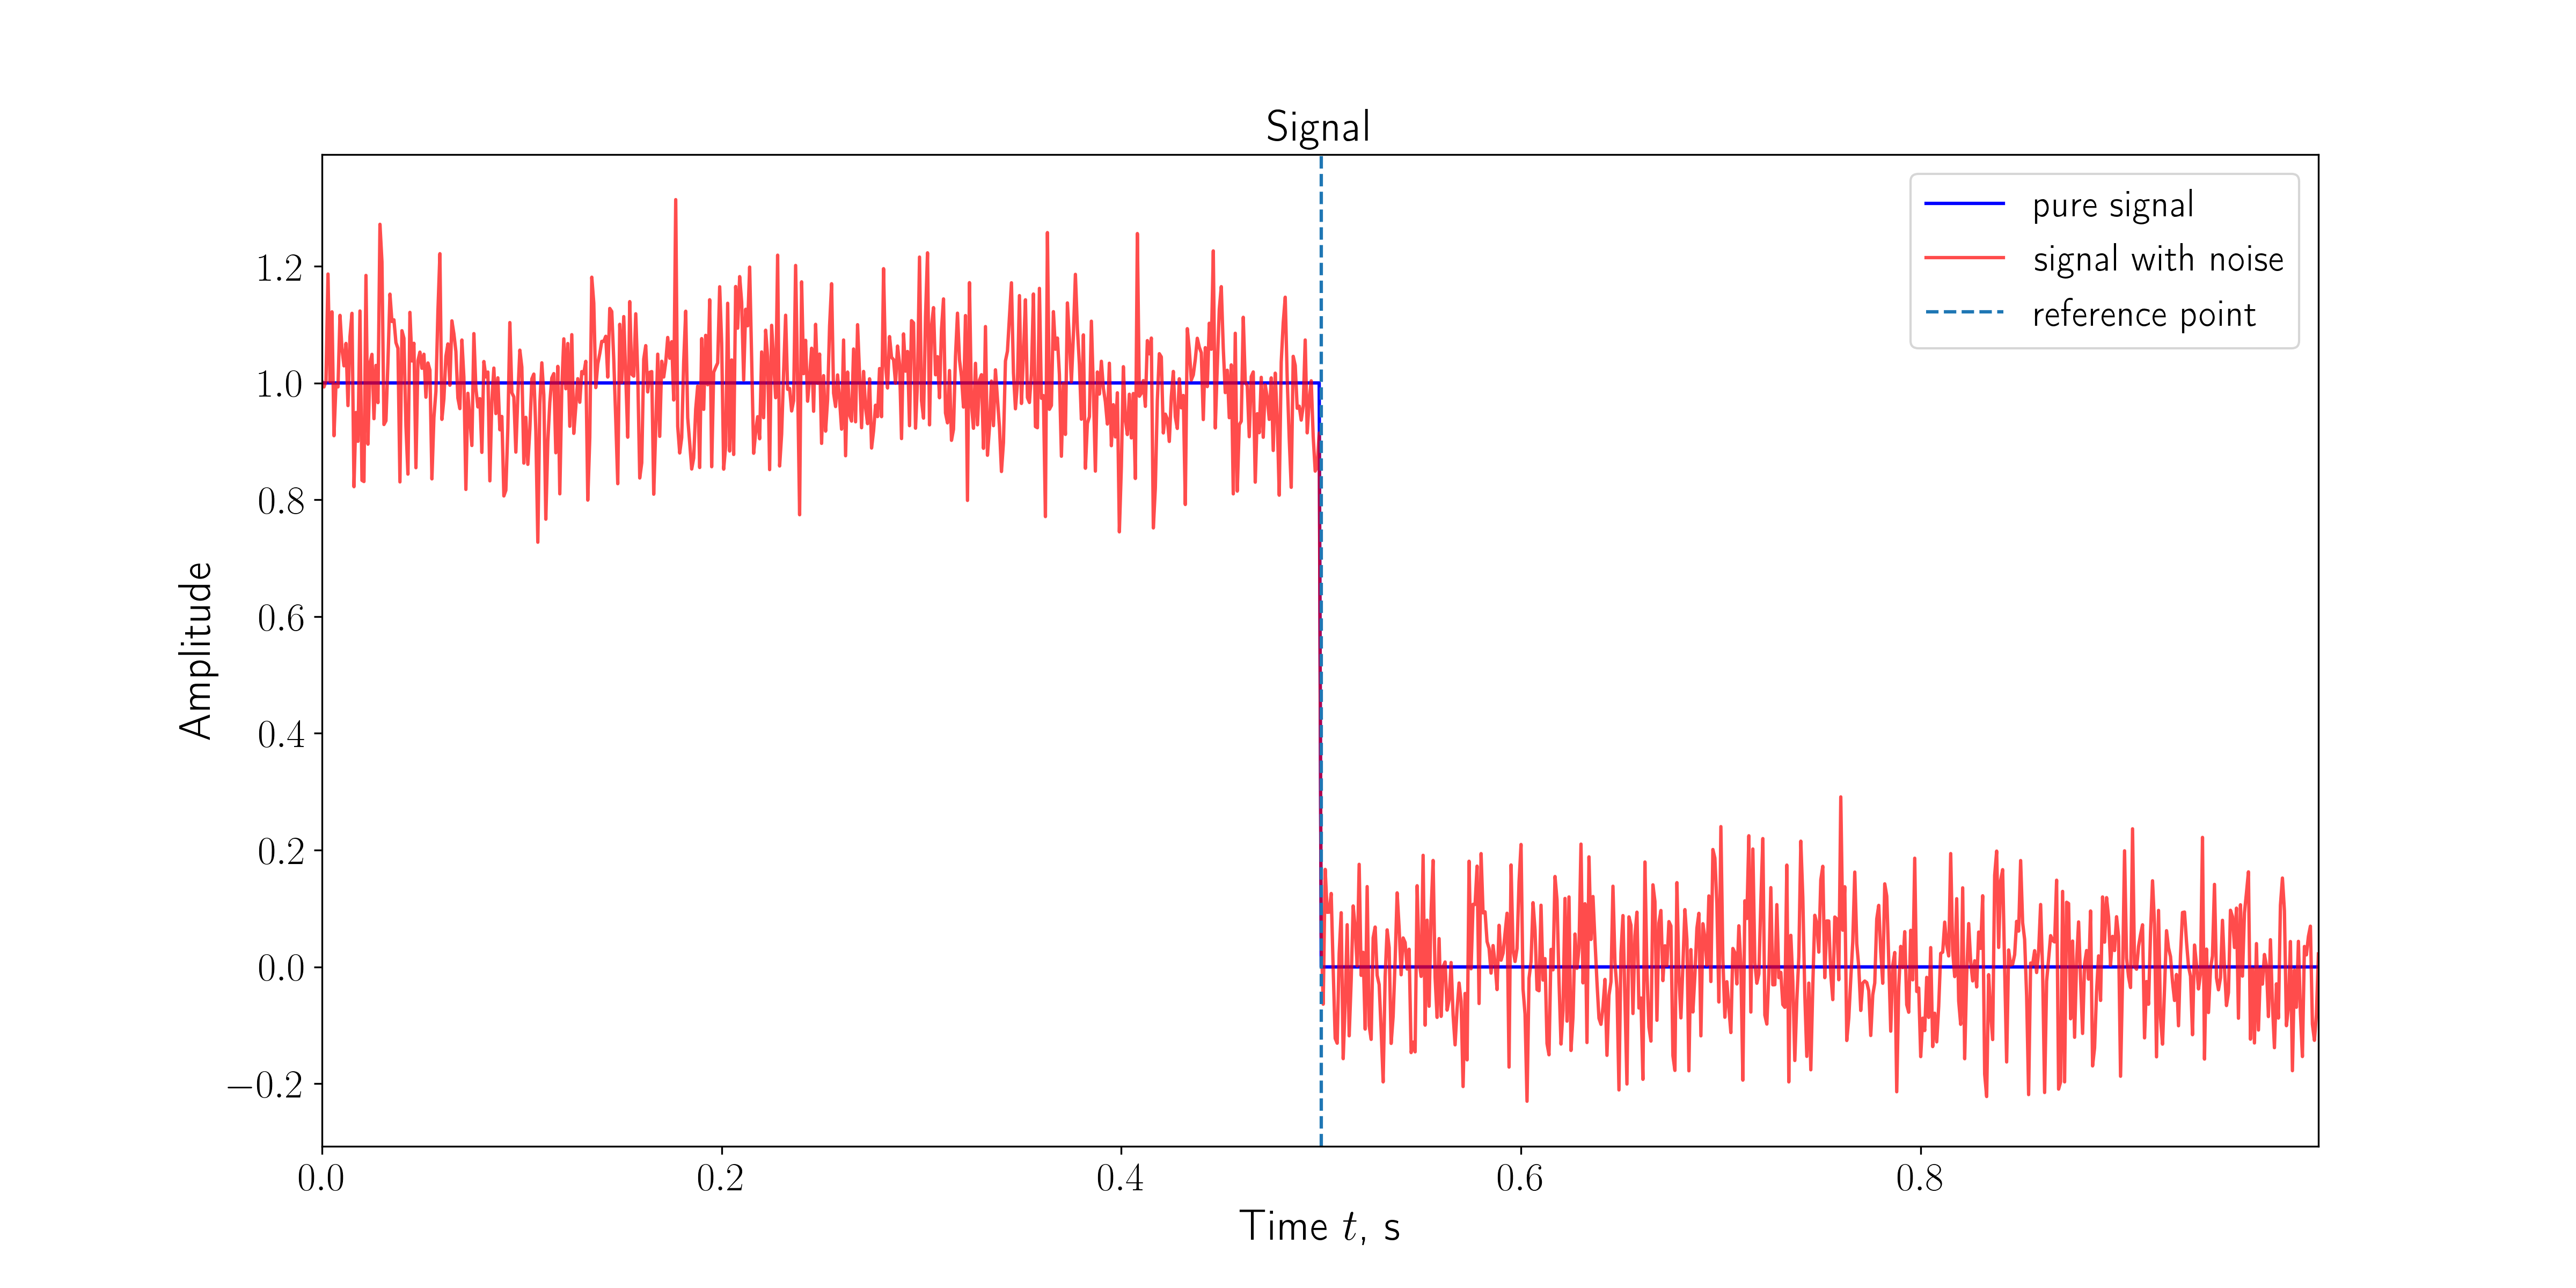 Signal
pure signal
signal with noise
reference point
Amplitude
1.2
1.0
0.8
0.6
0.4
0.2
0.0
−0.2
0.0 0.2 0.4 0.6 0.8
Time t, s